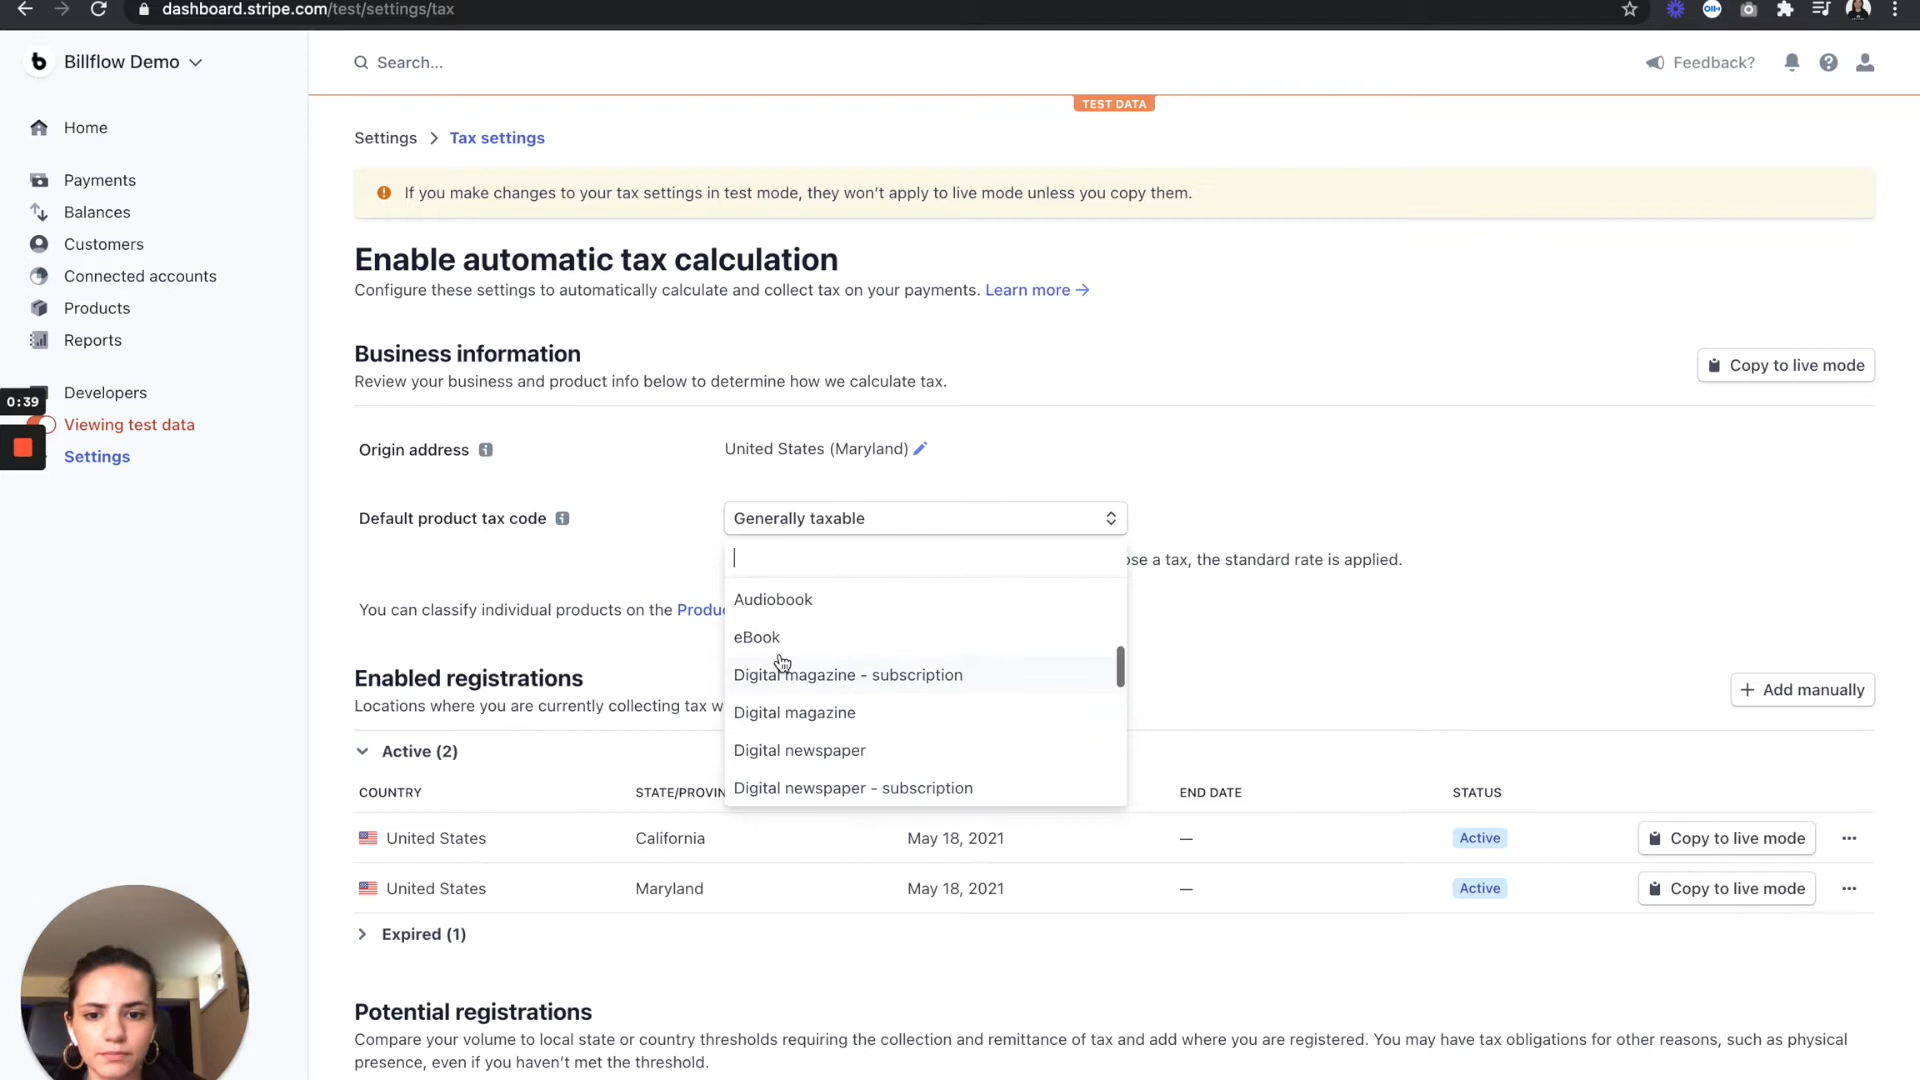 dashboard.stripe.com/test/settings/tax
Billflow Demo
Search...
Feedback?
TEST DATA
Home
Payments
Balances
Customers
Connected accounts
Products
Reports
Developers
0:39
Viewing test data
Settings
Settings > Tax settings
If you make changes to your tax settings in test mode, they won't apply to live mode unless you copy them.
Enable automatic tax calculation
Configure these settings to automatically calculate and collect tax on your payments. Learn more →
Business information
Review your business and product info below to determine how we calculate tax.
Copy to live mode
Origin address
United States (Maryland)
Default product tax code
Generally taxable
a tax, the standard rate is applied.
You can classify individual products on the
Audiobook
eBook
Digital magazine - subscription
Digital magazine
Digital newspaper
Digital newspaper - subscription
Enabled registrations
Locations where you are currently collecting tax
+ Add manually
Active (2)
COUNTRY END DATE STATUS
United States California May 18, 2021 — Active Copy to live mode
United States Maryland May 18, 2021 — Active Copy to live mode
Expired (1)
Potential registrations
Compare your volume to local state or country thresholds requiring the collection and remittance of tax and add where you are registered. You may have tax obligations for other reasons, such as physical
presence, even if you haven't met the threshold.